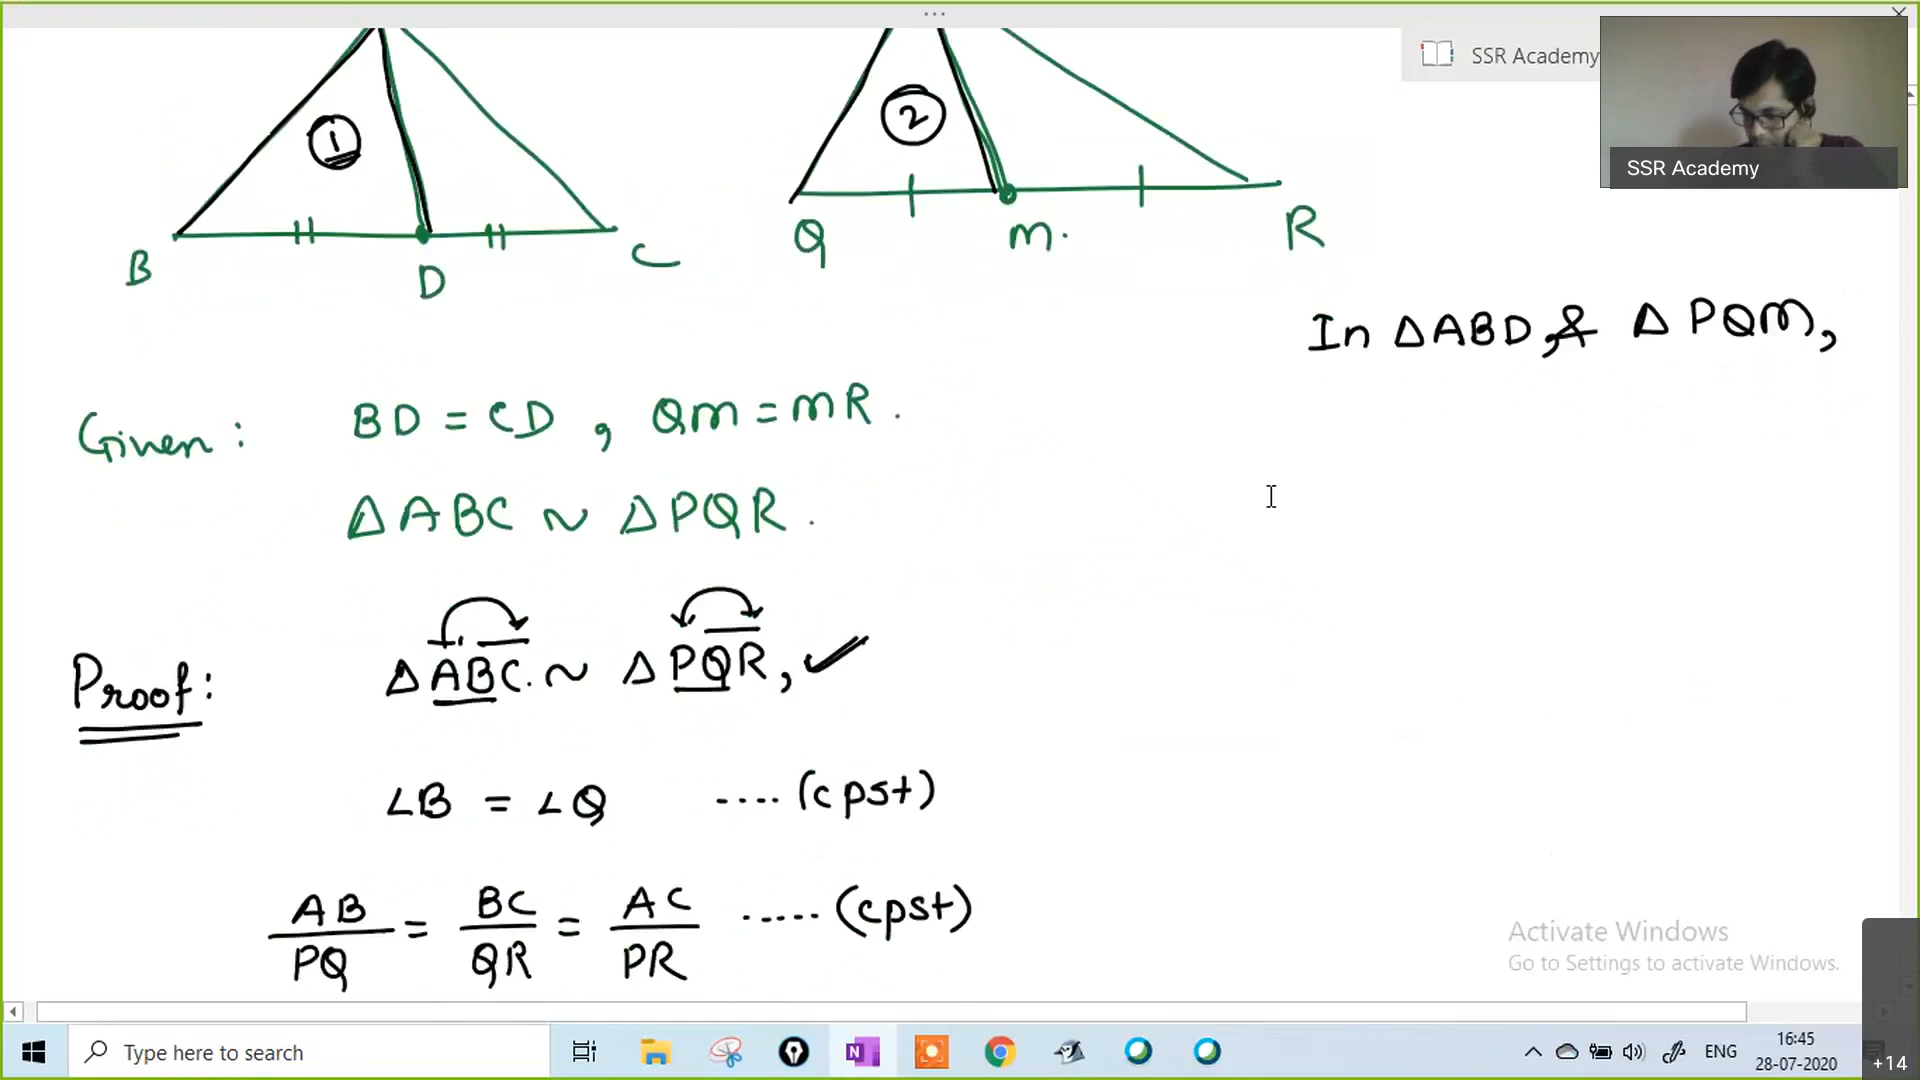 SSR Academy
SSR Academy
1
2
B
D
C
Q
M.
R
In ΔABD, & ΔPQM,
Given: BD = CD, QM = MR.
ΔABC ~ ΔPQR.
Proof: ΔABC. ~ ΔPQR,
∠B = ∠Q .... (cpst)
AB/PQ = BC/QR = AC/PR ..... (cpst)
Activate Windows
Go to Settings to activate Windows.
Type here to search
N
ENG
16:45
28-07-2020
+14